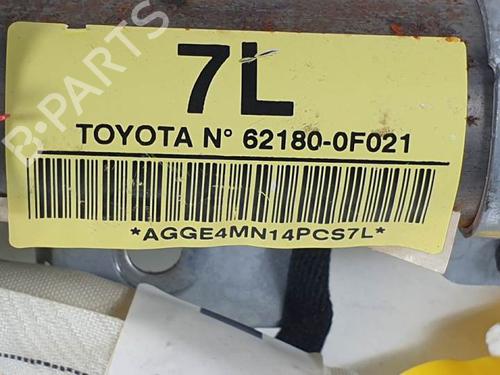 7L
B-PARTS
TOYOTA N° 62180-0F021
*AGGE4MN14PCS7L*